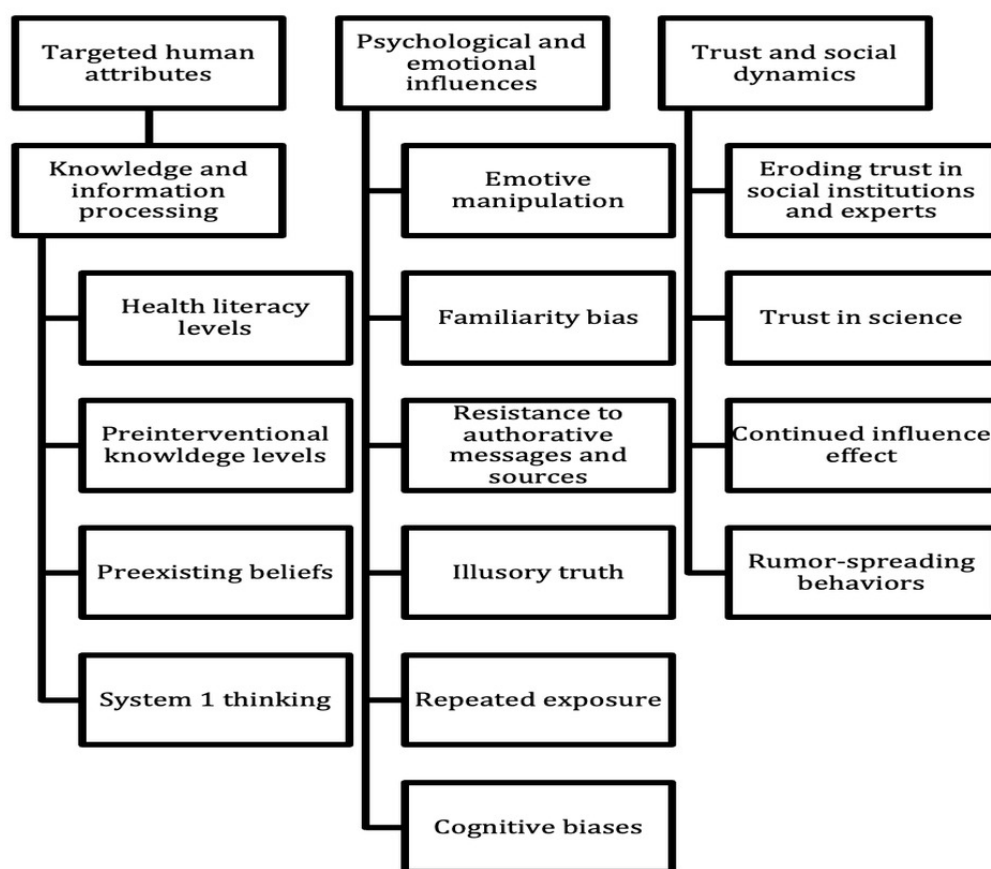 Targeted human
attributes
Knowledge and
information
processing
Health literacy
levels
Preinterventional
knowldege levels
Preexisting beliefs
System 1 thinking
Psychological and
emotional
influences
Emotive
manipulation
Familiarity bias
Resistance to
authorative
messages and
sources
Illusory truth
Repeated exposure
Cognitive biases
Trust and social
dynamics
Eroding trust in
social institutions
and experts
Trust in science
Continued influence
effect
Rumor-spreading
behaviors